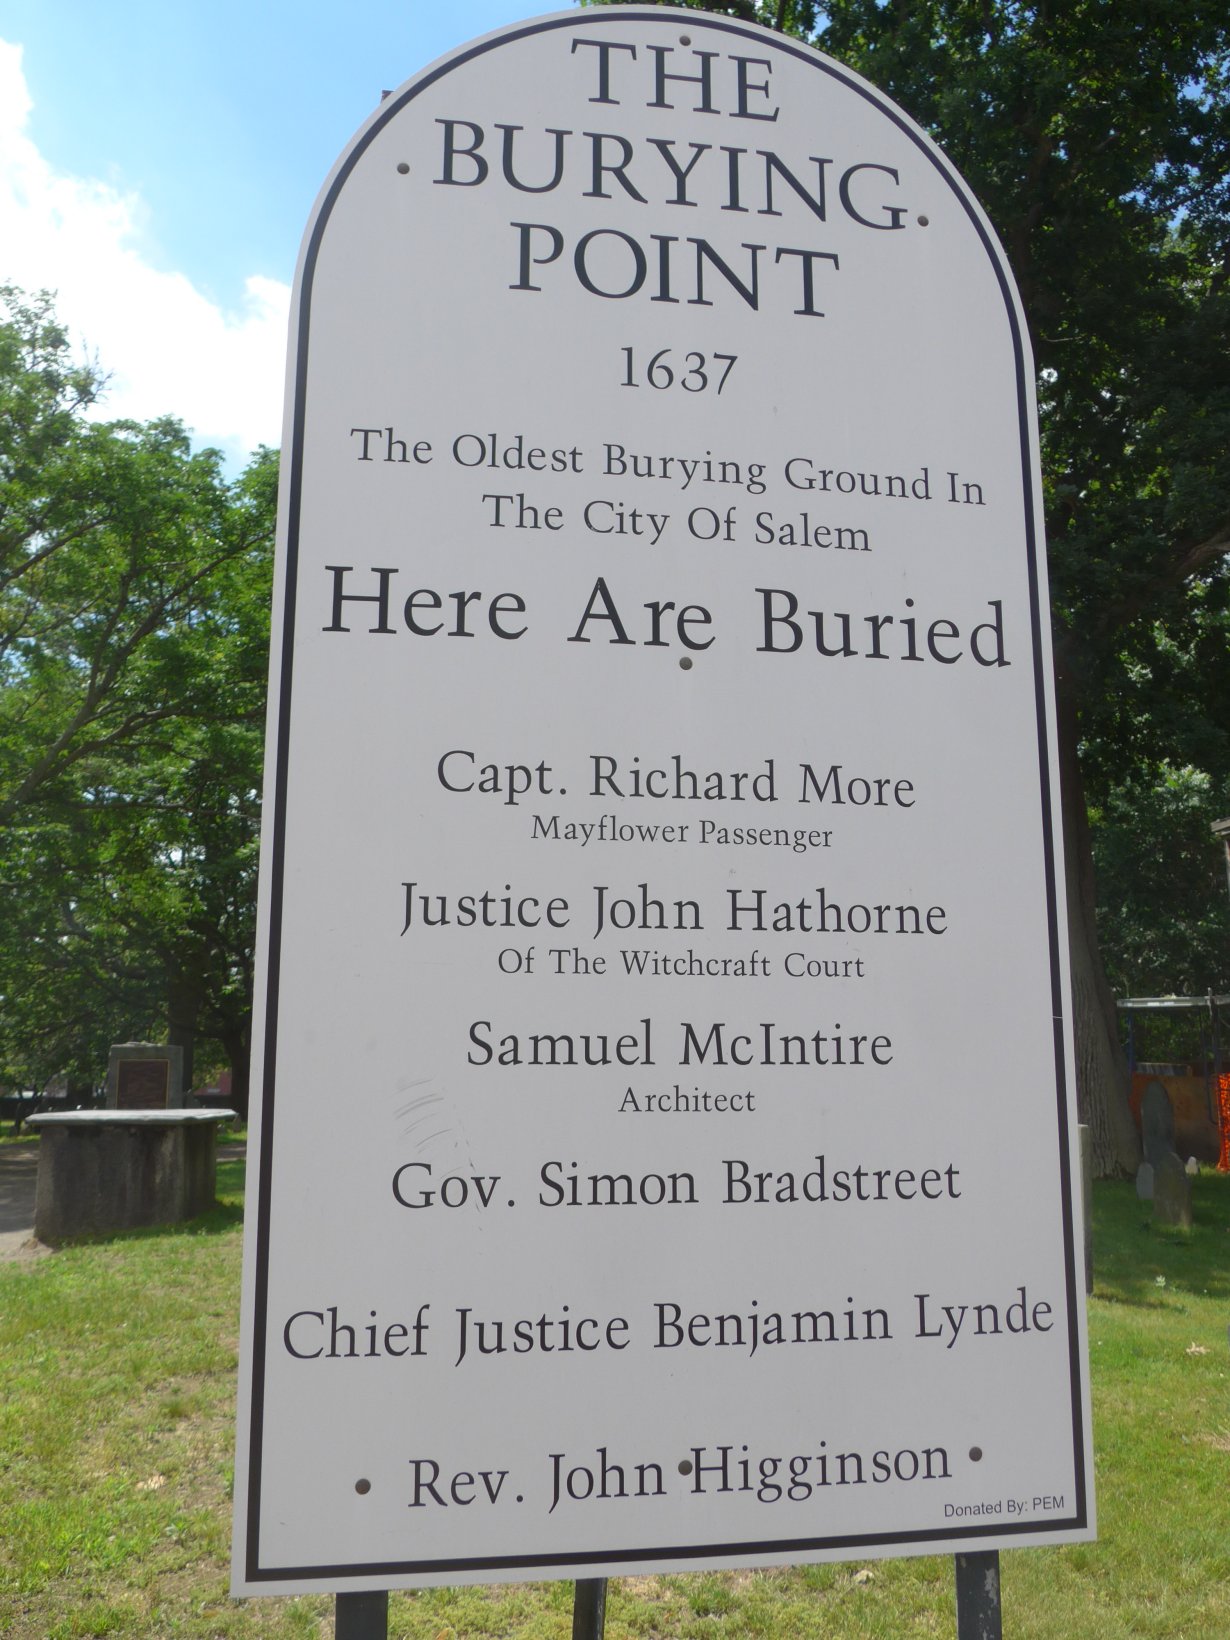 THE
BURYING
POINT
1637
The Oldest Burying Ground In
The City Of Salem
Here Are Buried
Capt. Richard More
Mayflower Passenger
Justice John Hathorne
Of The Witchcraft Court
Samuel McIntire
Architect
Gov. Simon Bradstreet
Chief Justice Benjamin Lynde
Rev. John Higginson
Donated By: PEM